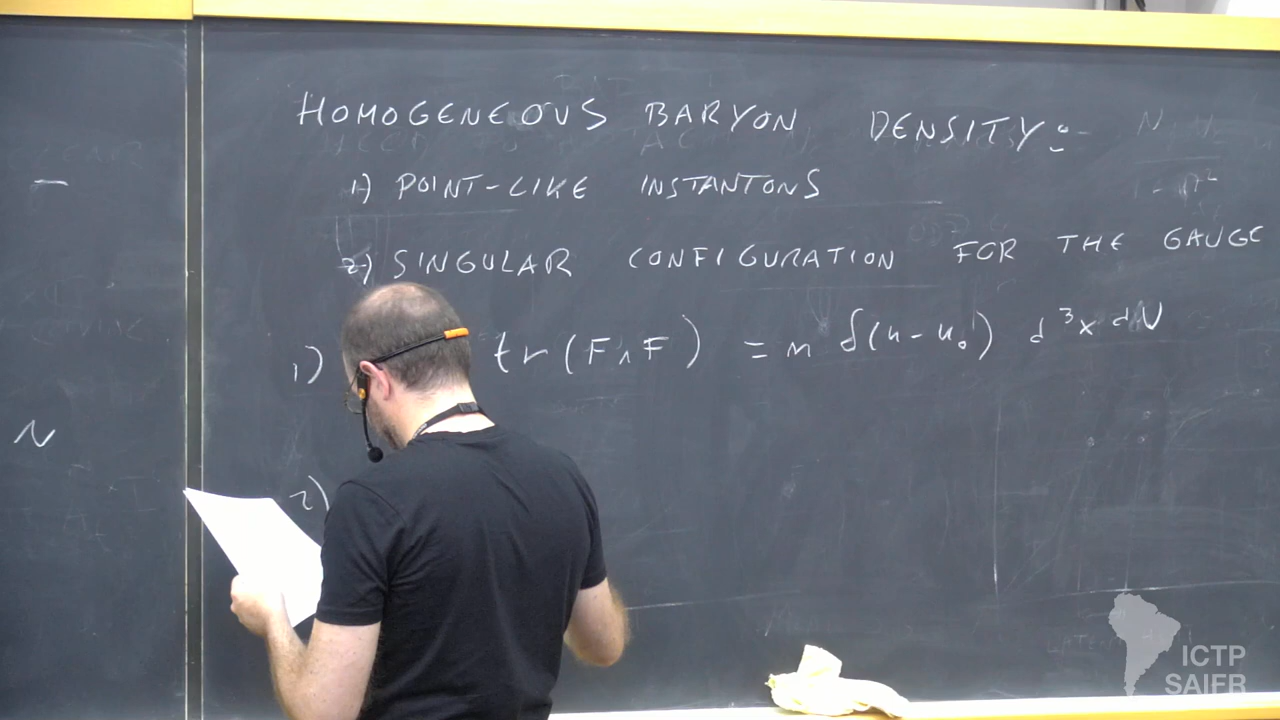 HOMOGENEOUS BARYON DENSITY:
1) POINT-LIKE INSTANTONS
2) SINGULAR CONFIGURATION FOR THE GAUGE
1) tr(F∧F) = n δ(u-u₀) d³x dU
2)
N
ICTP
SAIFR